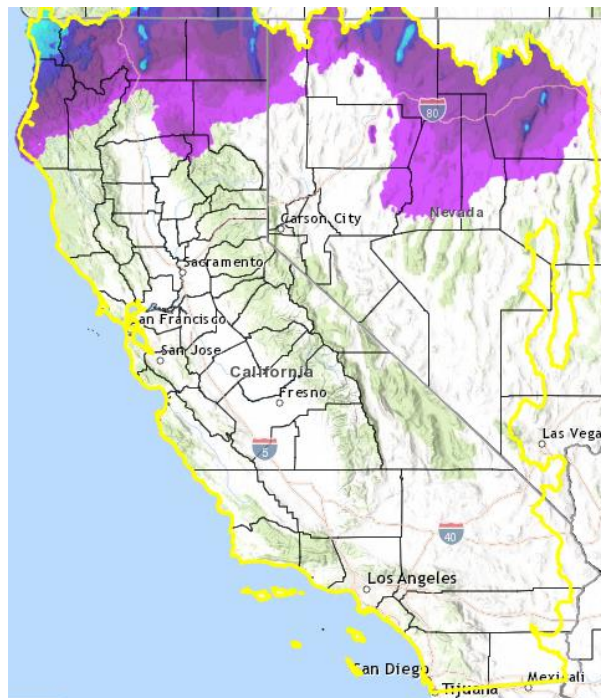 80
Nevada
Carson City
Sacramento
an Francisco
San Jose
California
Fresno
5
Las Vega
40
Los Angeles
San Diego
Tijuana
Mexicali